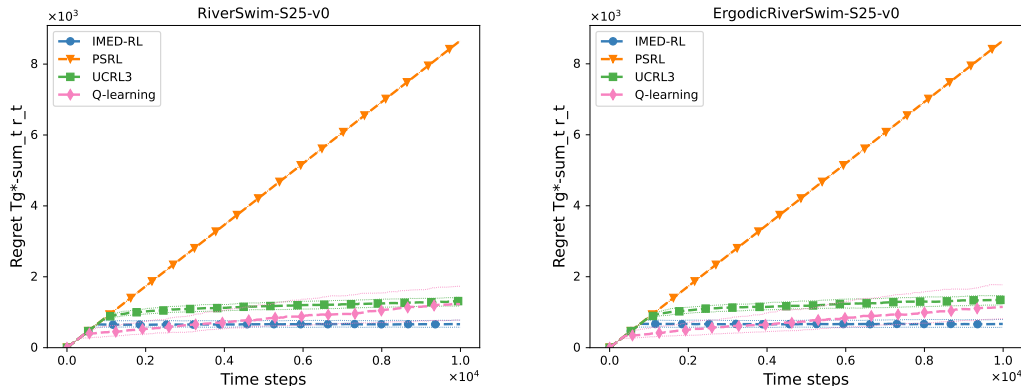 RiverSwim-S25-v0
×10³
IMED-RL
PSRL
UCRL3
Q-learning
Regret Tg*-sum_t r_t
8
6
4
2
0
0.0 0.2 0.4 0.6 0.8 1.0
×10⁴
Time steps
ErgodicRiverSwim-S25-v0
×10³
IMED-RL
PSRL
UCRL3
Q-learning
Regret Tg*-sum_t r_t
8
6
4
2
0
0.0 0.2 0.4 0.6 0.8 1.0
×10⁴
Time steps